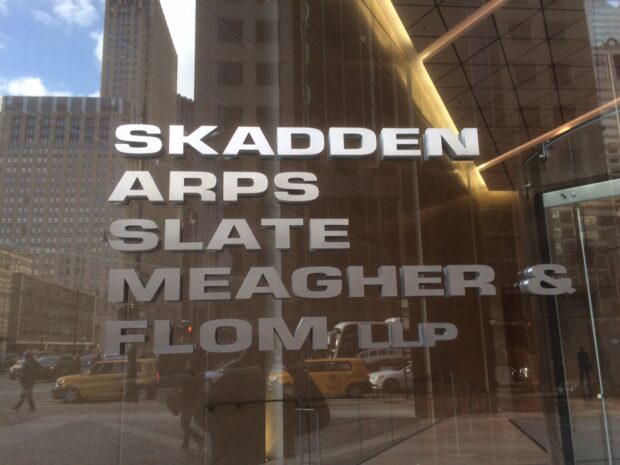 SKADDEN
ARPS
SLATE
MEAGHER &
FLOM LLP